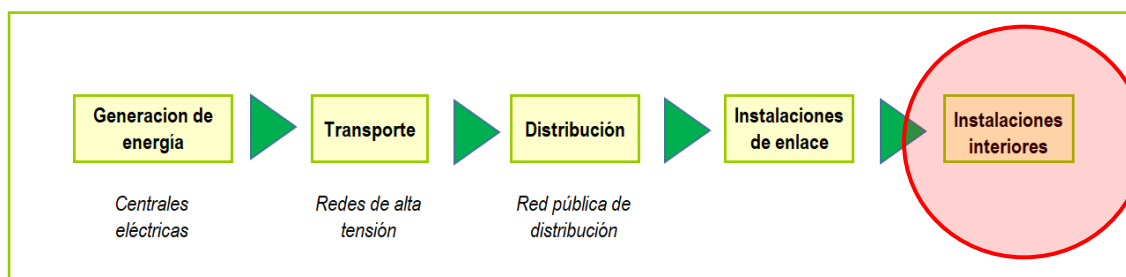 Generacion de
energía
Transporte
Distribución
Instalaciones
de enlace
Instalaciones
interiores
Centrales
eléctricas
Redes de alta
tensión
Red pública de
distribución